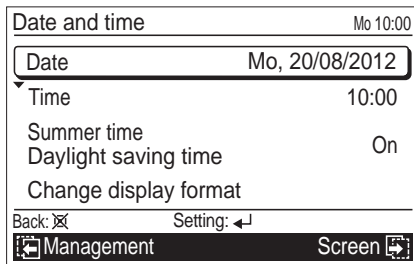 Date and time Mo 10:00
Date Mo, 20/08/2012
Time 10:00
Summer time
Daylight saving time On
Change display format
Back: Setting:
Management Screen